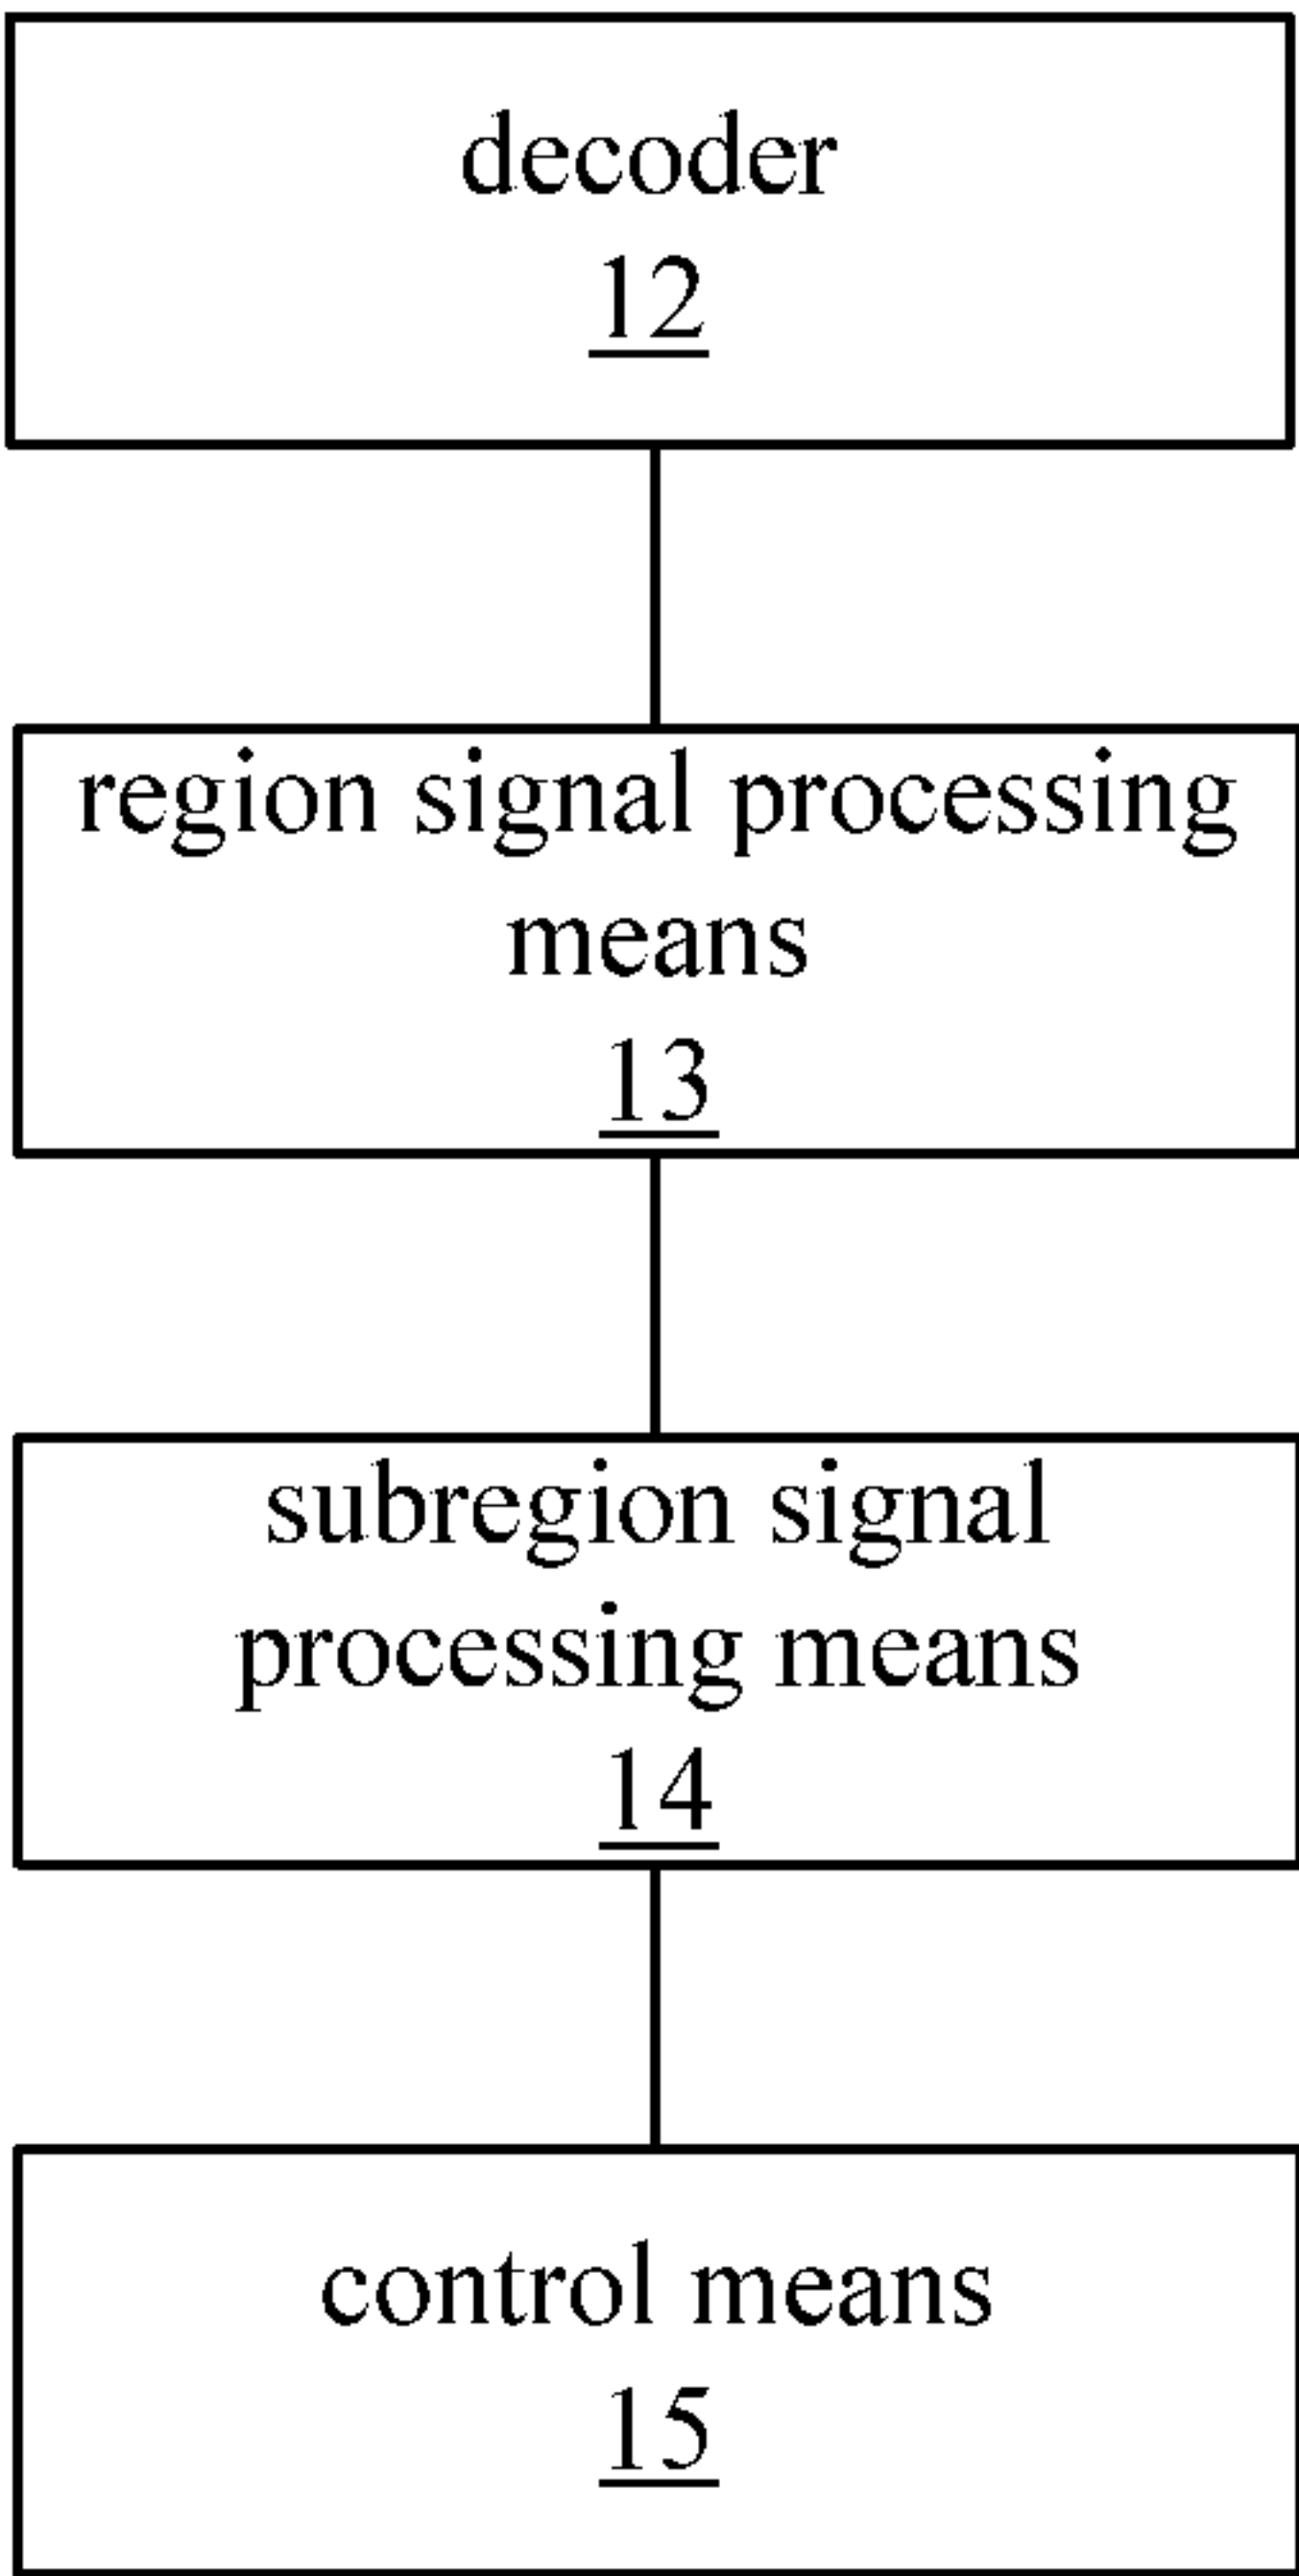 decoder
12
region signal processing
means
13
subregion signal
processing means
14
control means
15